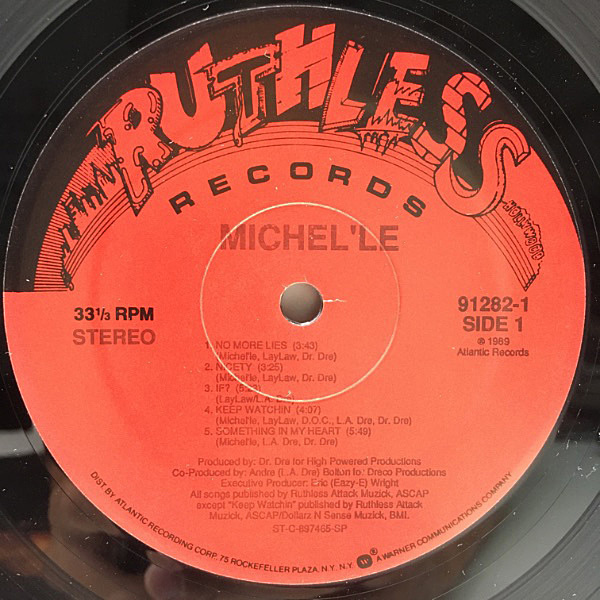 RUTHLESS
RECORDS
MICHEL'LE
33 1/3 RPM
STEREO
91282-1
SIDE 1
℗ 1989
Atlantic Records
1. NO MORE LIES (3:43)
(Michel'le, LayLaw, Dr. Dre)
2. NICETY (3:25)
(Michel'le, LayLaw, Dr. Dre)
3. IF?
(LayLaw/L.A. Dre)
4. KEEP WATCHIN (4:07)
(Michel'le, LayLaw, D.O.C., L.A. Dre, Dr. Dre)
5. SOMETHING IN MY HEART (5:49)
(Michel'le, L.A. Dre, Dr. Dre)
Produced by: Dr. Dre for High Powered Productions
Co-Produced by: Andre (L.A. Dre) Bolton for Dreco Productions
Executive Producer: Eric (Eazy-E) Wright
All songs published by Ruthless Attack Muzick, ASCAP
except "Keep Watchin" published by Ruthless Attack
Muzick, ASCAP/Dollarz N Sense Muzick, BMI.
ST-C-897465-SP
DIST. BY ATLANTIC RECORDING CORP. 75 ROCKEFELLER PLAZA, N.Y. N.Y. W® A WARNER COMMUNICATIONS COMPANY